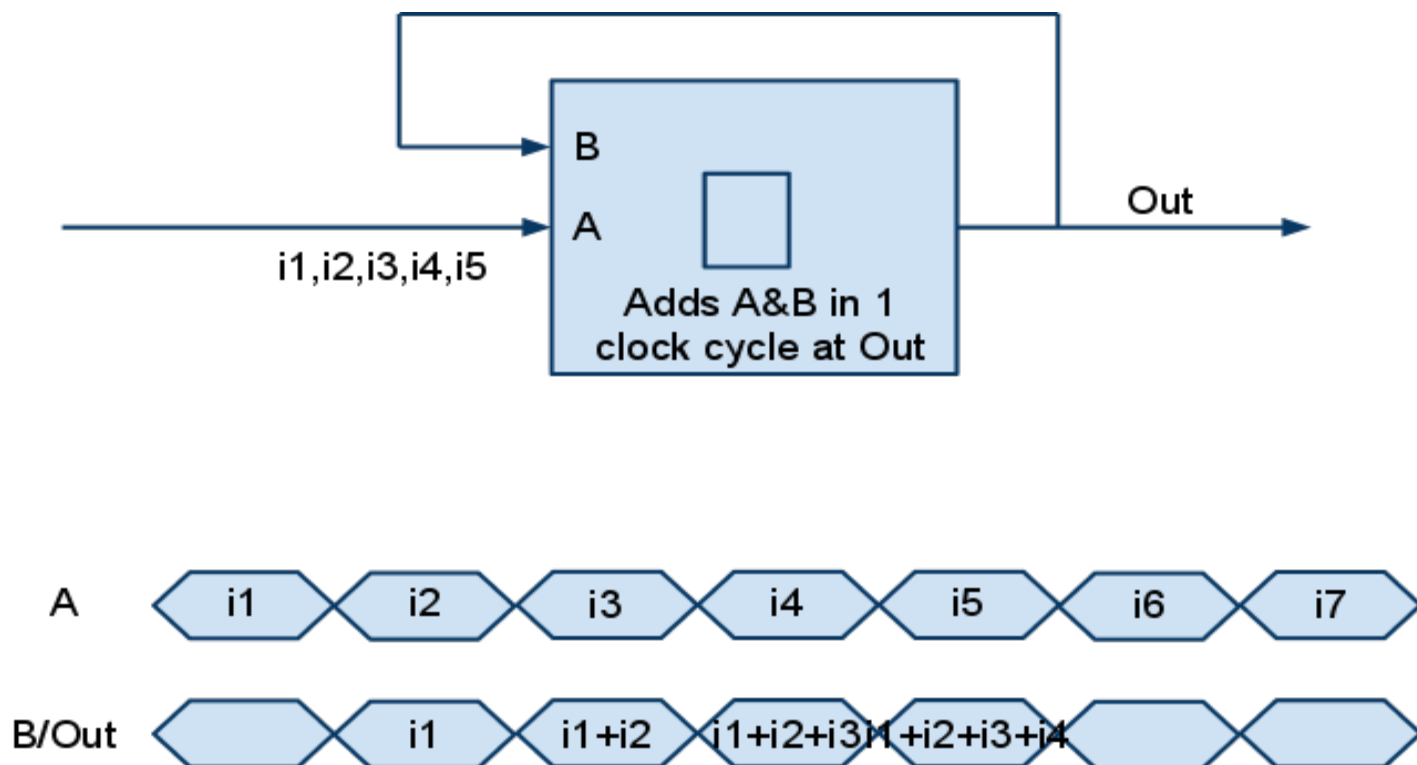 B
Out
A
i1,i2,i3,i4,i5
Adds A&B in 1
clock cycle at Out
A i1 i2 i3 i4 i5 i6 i7
B/Out i1 i1+i2 i1+i2+i3 i1+i2+i3+i4